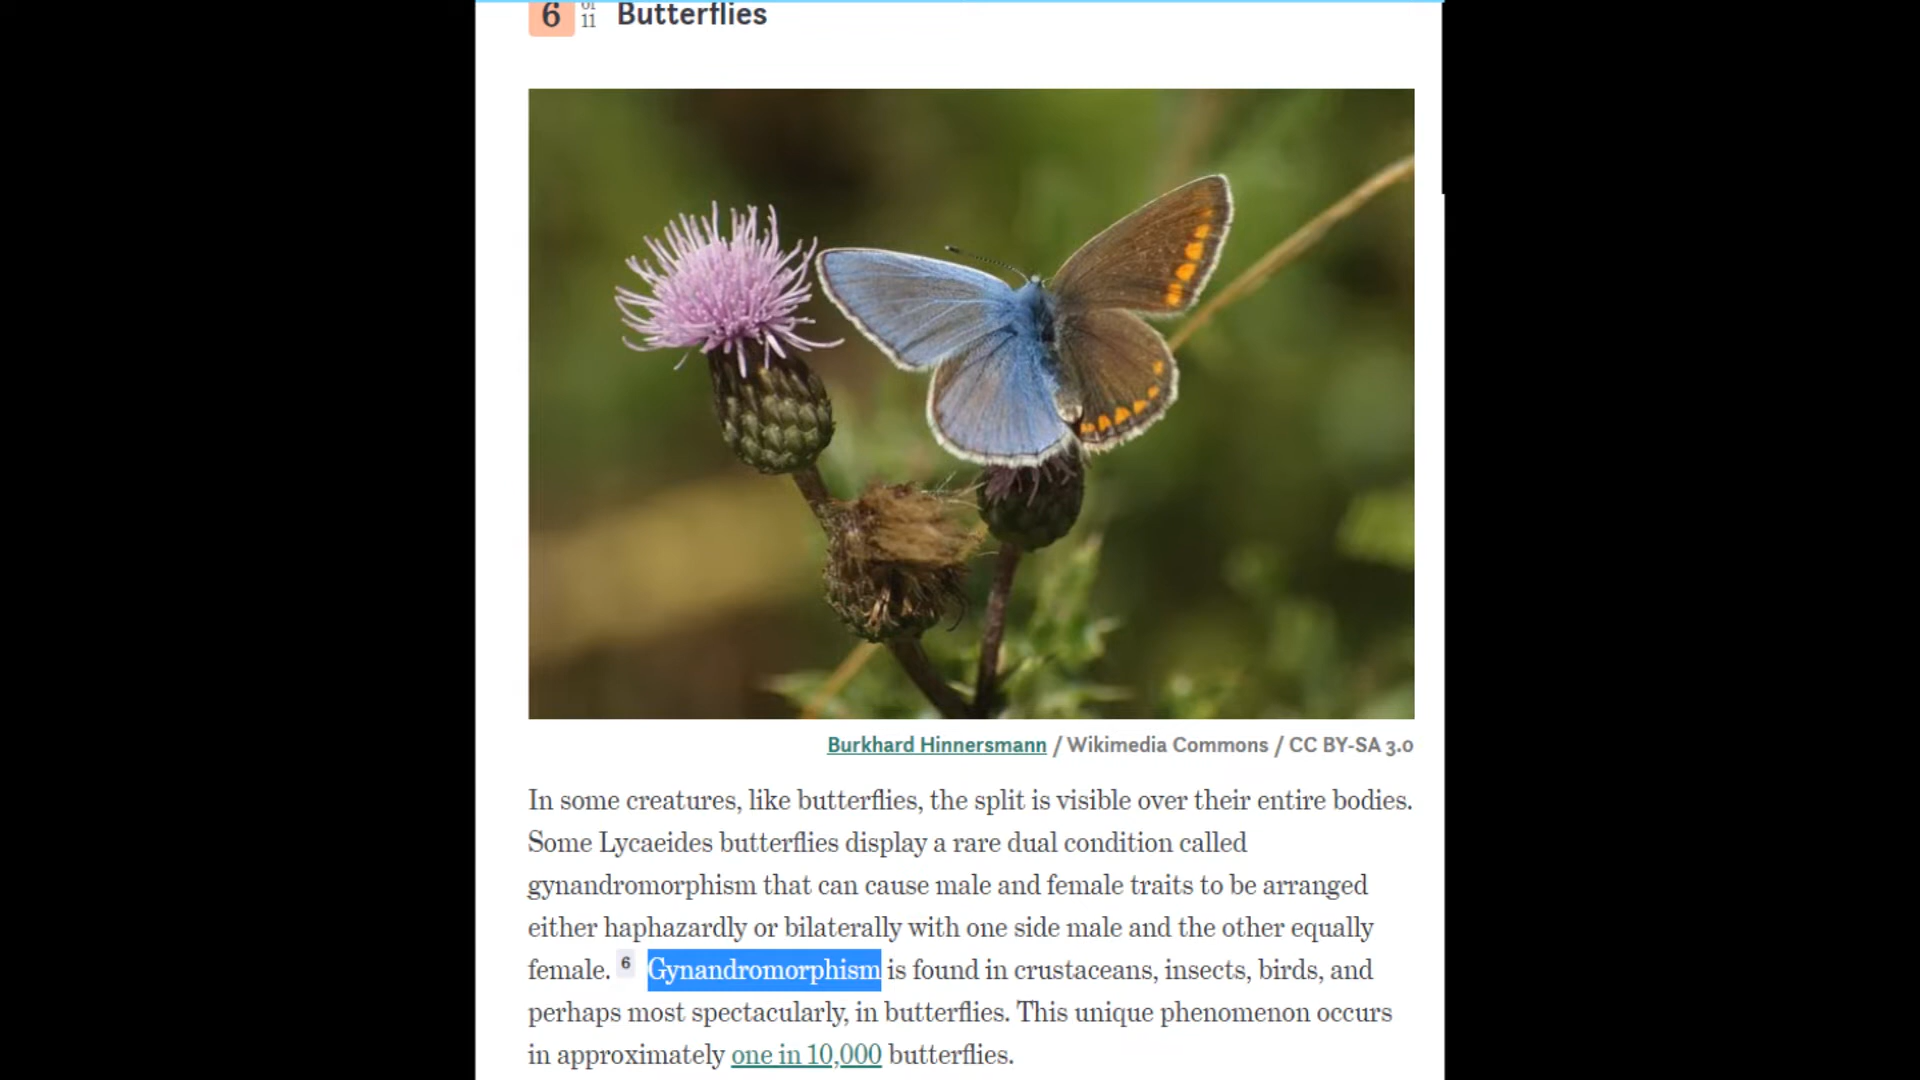 6 of 11 Butterflies
Burkhard Hinnersmann / Wikimedia Commons / CC BY-SA 3.0
In some creatures, like butterflies, the split is visible over their entire bodies.
Some Lycaeides butterflies display a rare dual condition called
gynandromorphism that can cause male and female traits to be arranged
either haphazardly or bilaterally with one side male and the other equally
female. 6 Gynandromorphism is found in crustaceans, insects, birds, and
perhaps most spectacularly, in butterflies. This unique phenomenon occurs
in approximately one in 10,000 butterflies.